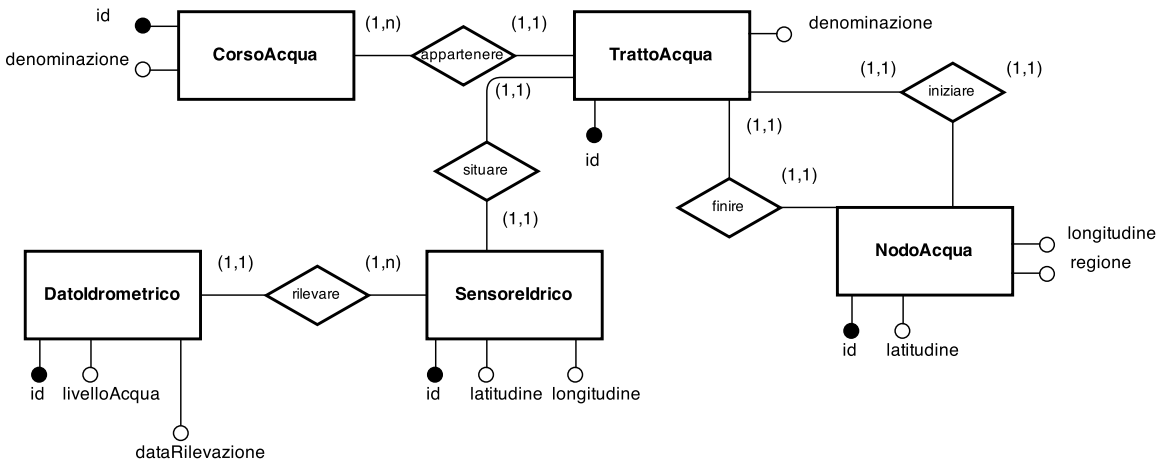 id
(1,n)
(1,1)
denominazione
denominazione
CorsoAcqua
appartenere
TrattoAcqua
(1,1)
(1,1)
(1,1)
iniziare
(1,1)
id
situare
(1,1)
finire
(1,1)
NodoAcqua
longitudine
regione
(1,1)
(1,n)
DatoIdrometrico
rilevare
SensoreIdrico
id
latitudine
id
livelloAcqua
id
latitudine
longitudine
dataRilevazione